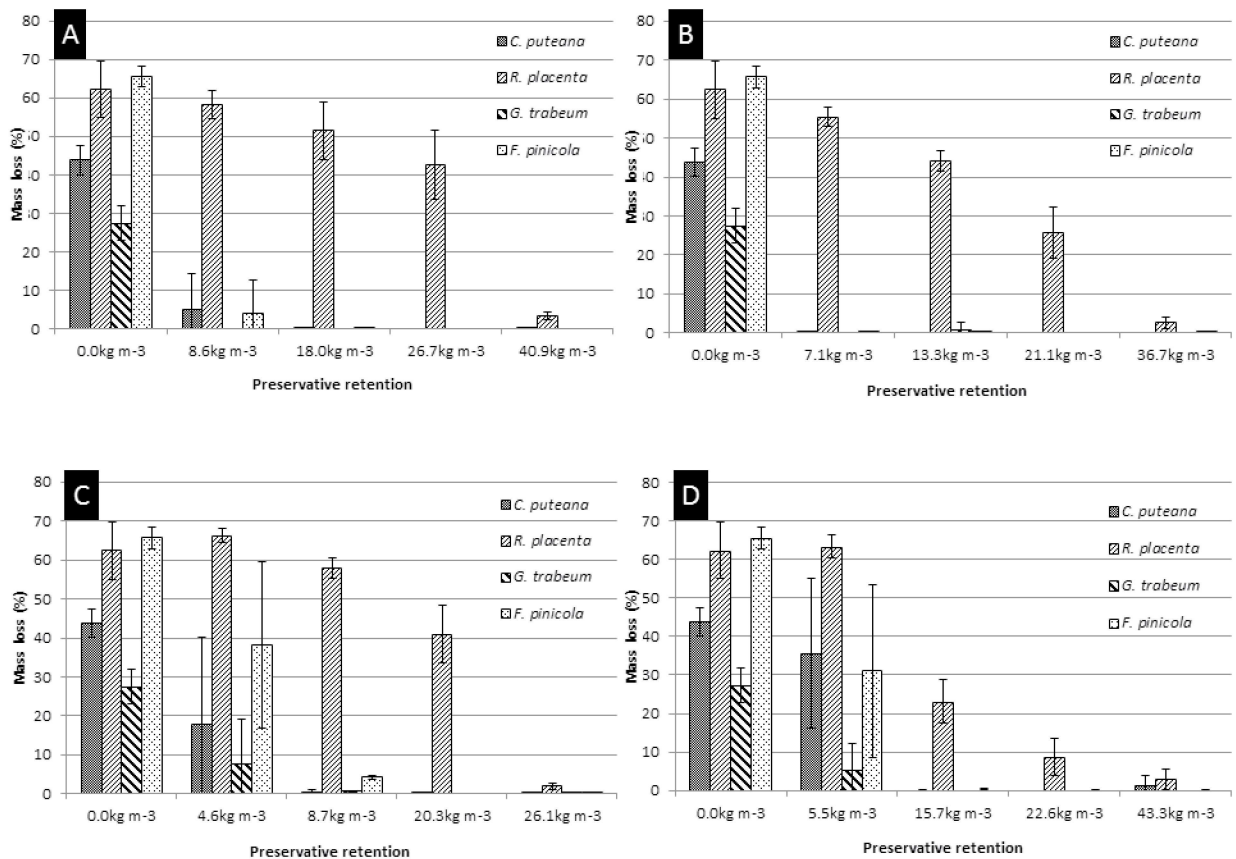 A
Mass loss (%)
80
70
60
50
40
30
20
10
0
0.0kg m-3 8.6kg m-3 18.0kg m-3 26.7kg m-3 40.9kg m-3
Preservative retention
C. puteana
R. placenta
G. trabeum
F. pinicola
B
Mass loss (%)
80
70
60
50
40
30
20
10
0
0.0kg m-3 7.1kg m-3 13.3kg m-3 21.1kg m-3 36.7kg m-3
Preservative retention
C. puteana
R. placenta
G. trabeum
F. pinicola
C
Mass loss (%)
80
70
60
50
40
30
20
10
0
0.0kg m-3 4.6kg m-3 8.7kg m-3 20.3kg m-3 26.1kg m-3
Preservative retention
C. puteana
R. placenta
G. trabeum
F. pinicola
D
Mass loss (%)
80
70
60
50
40
30
20
10
0
0.0kg m-3 5.5kg m-3 15.7kg m-3 22.6kg m-3 43.3kg m-3
Preservative retention
C. puteana
R. placenta
G. trabeum
F. pinicola